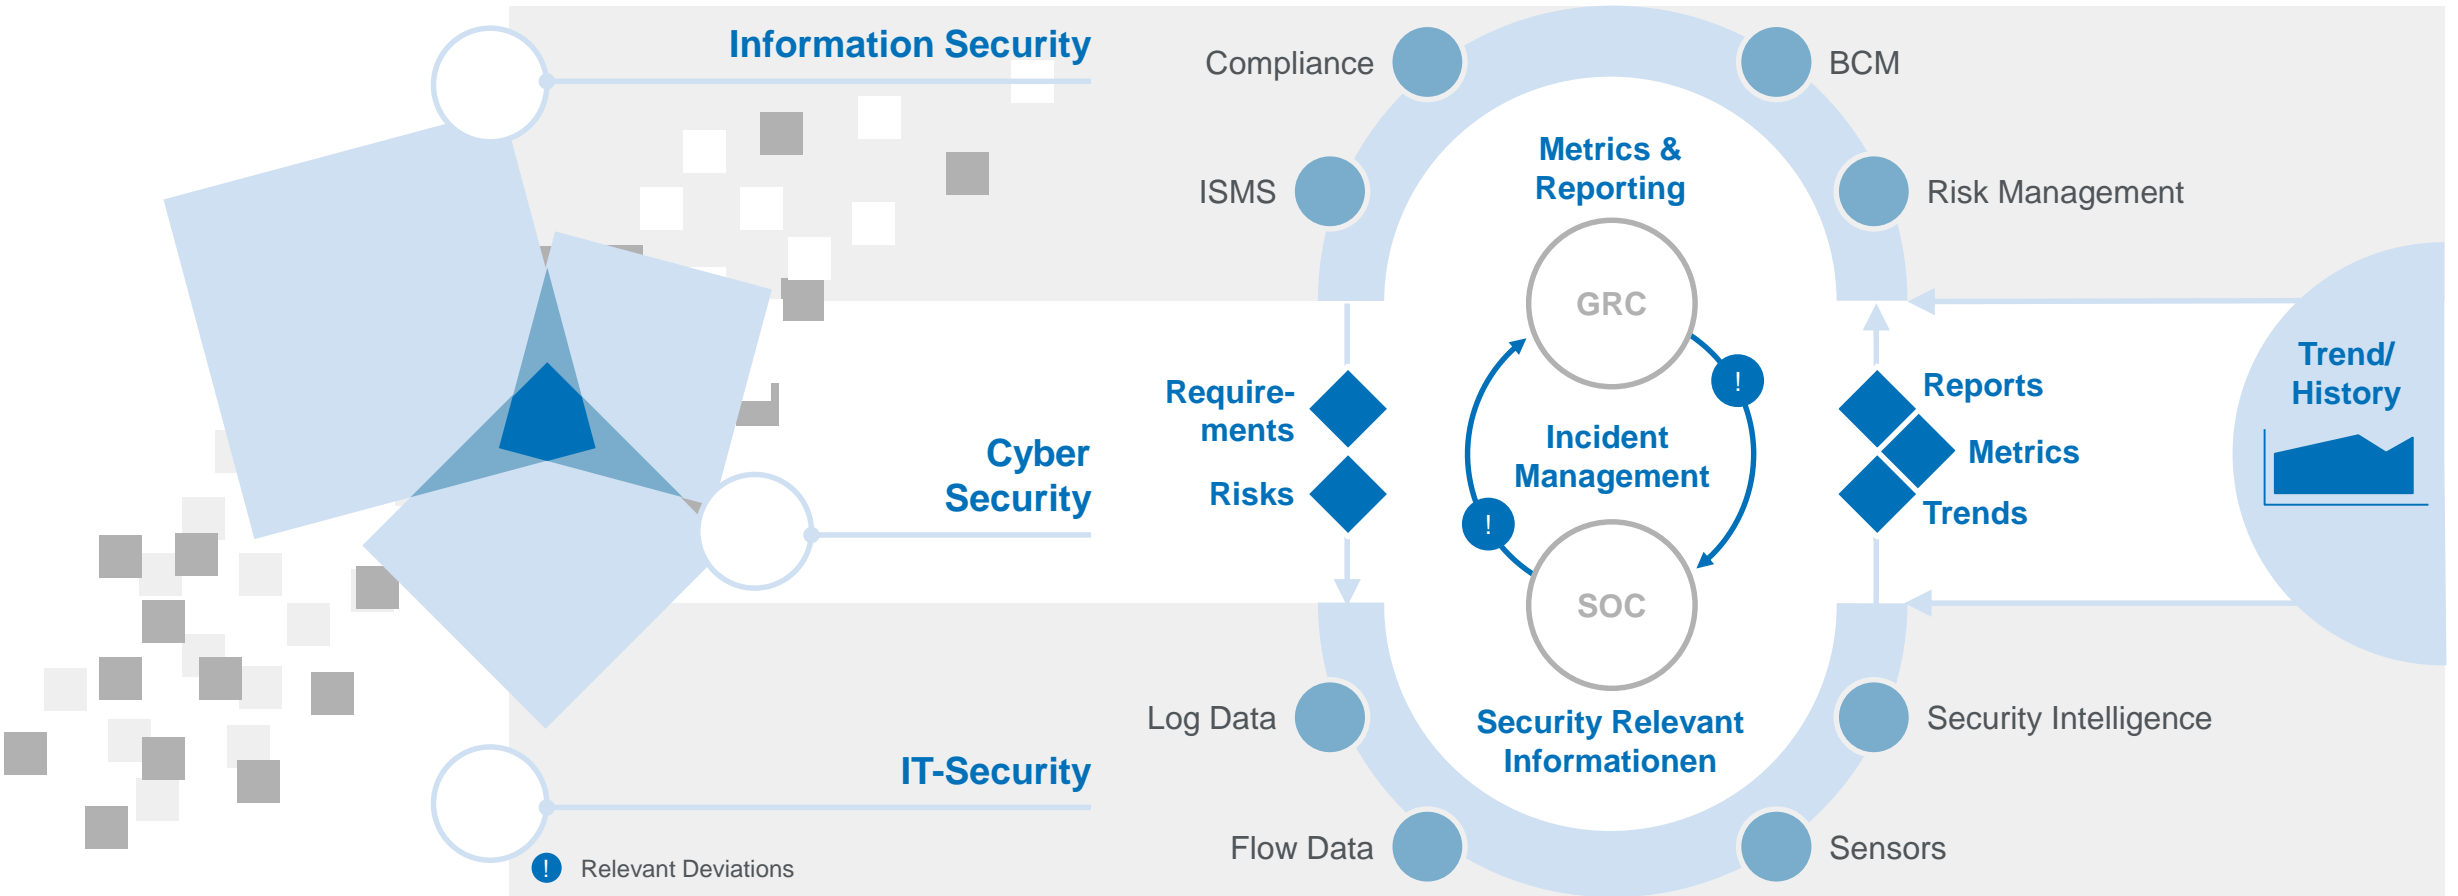 Information Security
Compliance
BCM
Metrics &
Reporting
ISMS
Risk Management
GRC
Trend/
History
Require-
ments
!
Reports
Incident
Management
Metrics
Cyber
Security
Risks
Trends
!
SOC
Log Data
Security Relevant
Informationen
Security Intelligence
IT-Security
Flow Data
Sensors
! Relevant Deviations